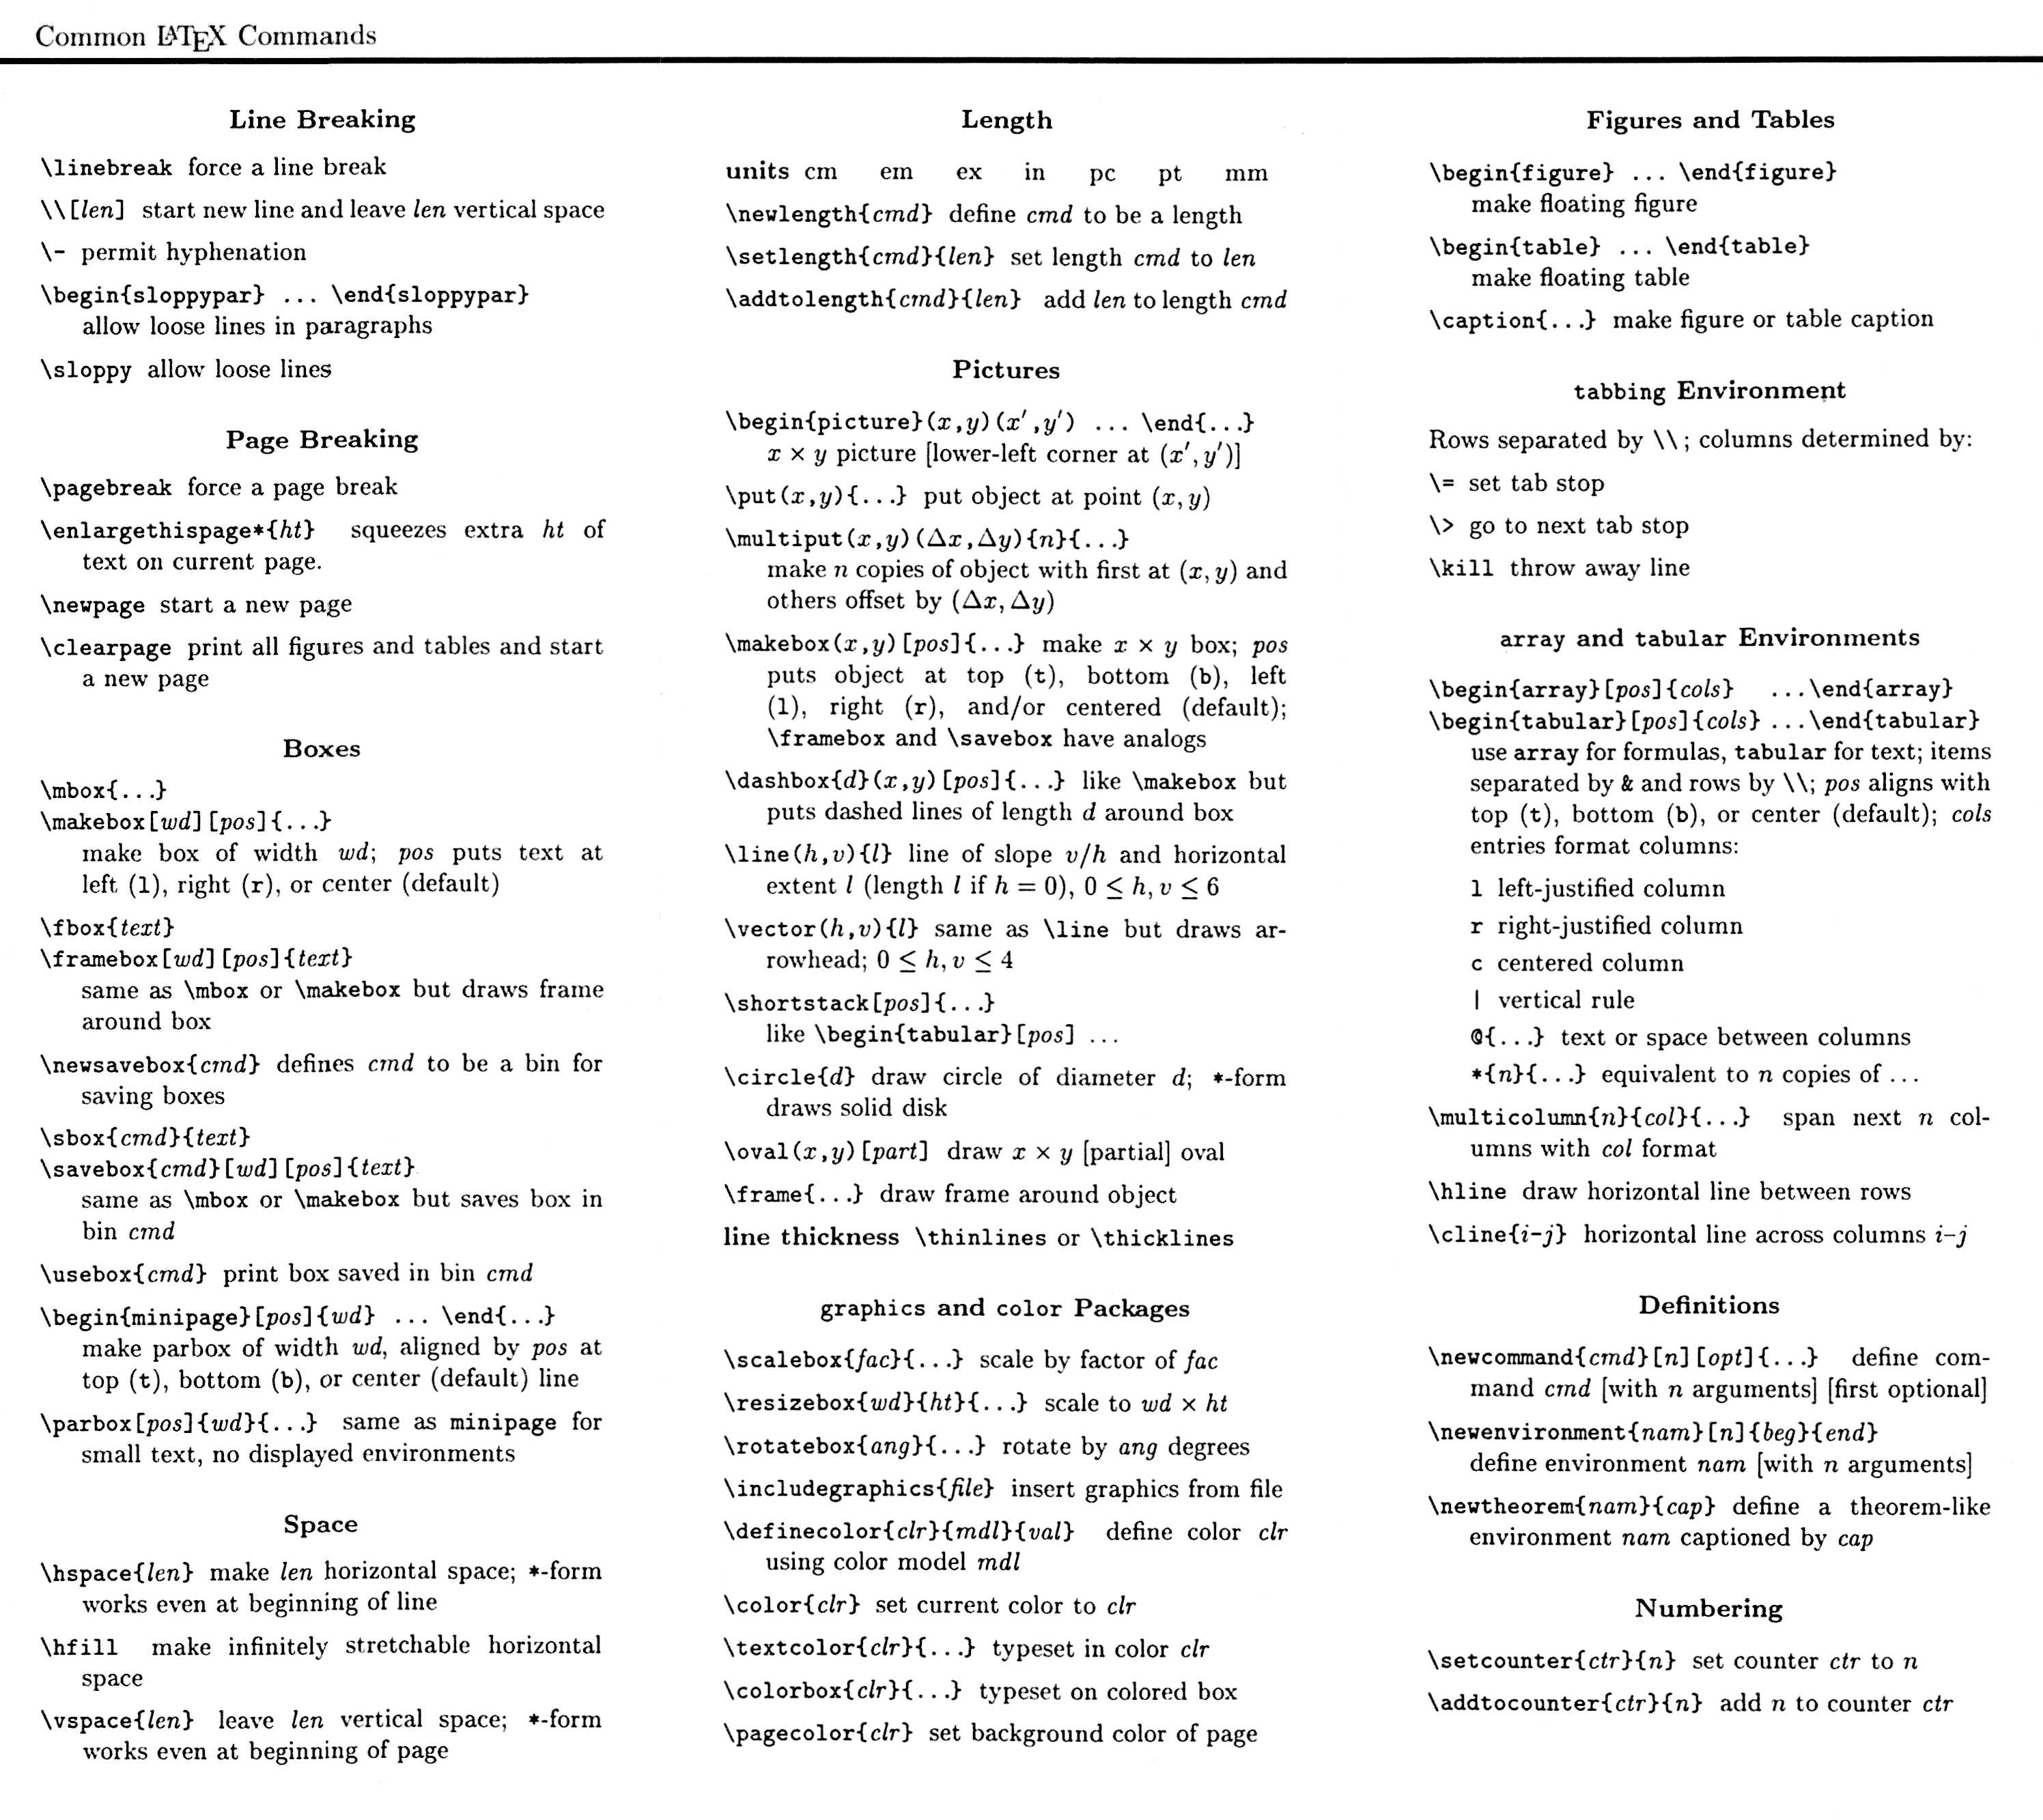 Common LATEX Commands
Line Breaking
\linebreak force a line break
\\[len] start new line and leave len vertical space
\- permit hyphenation
\begin{sloppypar} ... \end{sloppypar}
allow loose lines in paragraphs
\sloppy allow loose lines
Page Breaking
\pagebreak force a page break
\enlargethispage*{ht} squeezes extra ht of
text on current page.
\newpage start a new page
\clearpage print all figures and tables and start
a new page
Boxes
\mbox{...}
\makebox[wd][pos]{...}
make box of width wd; pos puts text at
left (l), right (r), or center (default)
\fbox{text}
\framebox[wd][pos]{text}
same as \mbox or \makebox but draws frame
around box
\newsavebox{cmd} defines cmd to be a bin for
saving boxes
\sbox{cmd}{text}
\savebox{cmd}[wd][pos]{text}
same as \mbox or \makebox but saves box in
bin cmd
\usebox{cmd} print box saved in bin cmd
\begin{minipage}[pos]{wd} ... \end{...}
make parbox of width wd, aligned by pos at
top (t), bottom (b), or center (default) line
\parbox[pos]{wd}{...} same as minipage for
small text, no displayed environments
Space
\hspace{len} make len horizontal space; *-form
works even at beginning of line
\hfill make infinitely stretchable horizontal
space
\vspace{len} leave len vertical space; *-form
works even at beginning of page
Length
units cm em ex in pc pt mm
\newlength{cmd} define cmd to be a length
\setlength{cmd}{len} set length cmd to len
\addtolength{cmd}{len} add len to length cmd
Pictures
\begin{picture}(x,y)(x′,y′) ... \end{...}
x × y picture [lower-left corner at (x′, y′)]
\put(x,y){...} put object at point (x, y)
\multiput(x,y)(Δx,Δy){n}{...}
make n copies of object with first at (x, y) and
others offset by (Δx, Δy)
\makebox(x,y)[pos]{...} make x × y box; pos
puts object at top (t), bottom (b), left
(l), right (r), and/or centered (default);
\framebox and \savebox have analogs
\dashbox{d}(x,y)[pos]{...} like \makebox but
puts dashed lines of length d around box
\line(h,v){l} line of slope v/h and horizontal
extent l (length l if h = 0), 0 ≤ h, v ≤ 6
\vector(h,v){l} same as \line but draws ar-
rowhead; 0 ≤ h, v ≤ 4
\shortstack[pos]{...}
like \begin{tabular}[pos] ...
\circle{d} draw circle of diameter d; *-form
draws solid disk
\oval(x,y)[part] draw x × y [partial] oval
\frame{...} draw frame around object
line thickness \thinlines or \thicklines
graphics and color Packages
\scalebox{fac}{...} scale by factor of fac
\resizebox{wd}{ht}{...} scale to wd × ht
\rotatebox{ang}{...} rotate by ang degrees
\includegraphics{file} insert graphics from file
\definecolor{clr}{mdl}{val} define color clr
using color model mdl
\color{clr} set current color to clr
\textcolor{clr}{...} typeset in color clr
\colorbox{clr}{...} typeset on colored box
\pagecolor{clr} set background color of page
Figures and Tables
\begin{figure} ... \end{figure}
make floating figure
\begin{table} ... \end{table}
make floating table
\caption{...} make figure or table caption
tabbing Environment
Rows separated by \\; columns determined by:
\= set tab stop
\> go to next tab stop
\kill throw away line
array and tabular Environments
\begin{array}[pos]{cols} ...\end{array}
\begin{tabular}[pos]{cols} ...\end{tabular}
use array for formulas, tabular for text; items
separated by & and rows by \\; pos aligns with
top (t), bottom (b), or center (default); cols
entries format columns:
l left-justified column
r right-justified column
c centered column
| vertical rule
@{...} text or space between columns
*{n}{...} equivalent to n copies of ...
\multicolumn{n}{col}{...} span next n col-
umns with col format
\hline draw horizontal line between rows
\cline{i-j} horizontal line across columns i–j
Definitions
\newcommand{cmd}[n][opt]{...} define com-
mand cmd [with n arguments] [first optional]
\newenvironment{nam}[n]{beg}{end}
define environment nam [with n arguments]
\newtheorem{nam}{cap} define a theorem-like
environment nam captioned by cap
Numbering
\setcounter{ctr}{n} set counter ctr to n
\addtocounter{ctr}{n} add n to counter ctr